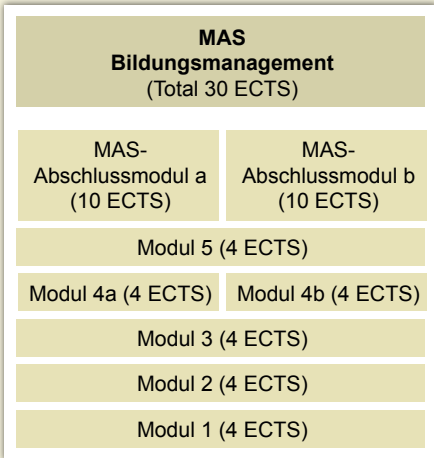 MAS
Bildungsmanagement
(Total 30 ECTS)
MAS-
Abschlussmodul a
(10 ECTS)
MAS-
Abschlussmodul b
(10 ECTS)
Modul 5 (4 ECTS)
Modul 4a (4 ECTS)
Modul 4b (4 ECTS)
Modul 3 (4 ECTS)
Modul 2 (4 ECTS)
Modul 1 (4 ECTS)